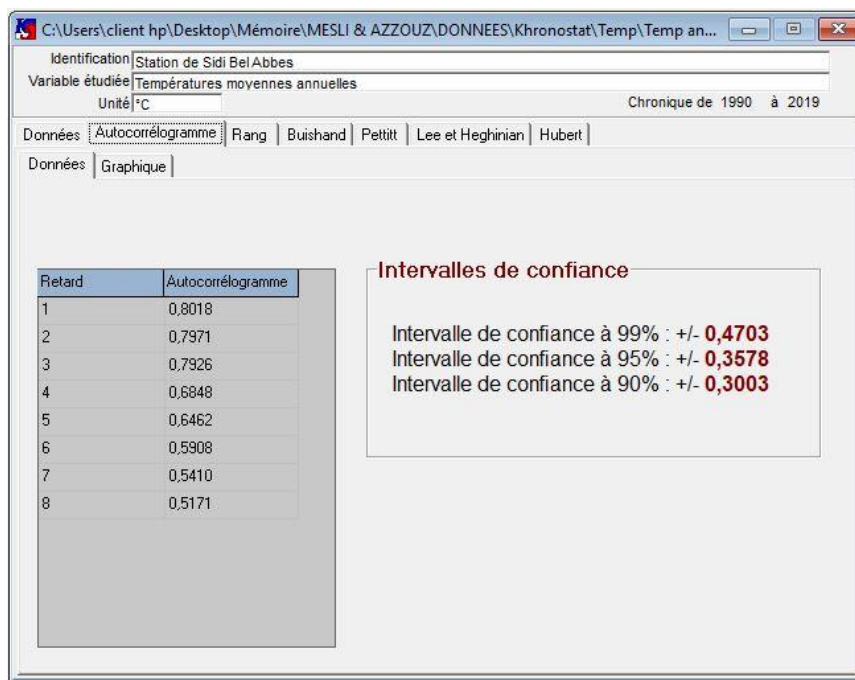 C:\Users\client hp\Desktop\Mémoire\MESLI & AZZOUZ\DONNEES\Khronostat\Temp\Temp an...
Identification Station de Sidi Bel Abbes
Variable étudiée Températures moyennes annuelles
Unité °C Chronique de 1990 à 2019
Données Autocorrélogramme Rang Buishand Pettitt Lee et Heghinian Hubert
Données Graphique
Retard Autocorrélogramme
1 0,8018
2 0,7971
3 0,7926
4 0,6848
5 0,6462
6 0,5908
7 0,5410
8 0,5171
Intervalles de confiance
Intervalle de confiance à 99% : +/- 0,4703
Intervalle de confiance à 95% : +/- 0,3578
Intervalle de confiance à 90% : +/- 0,3003